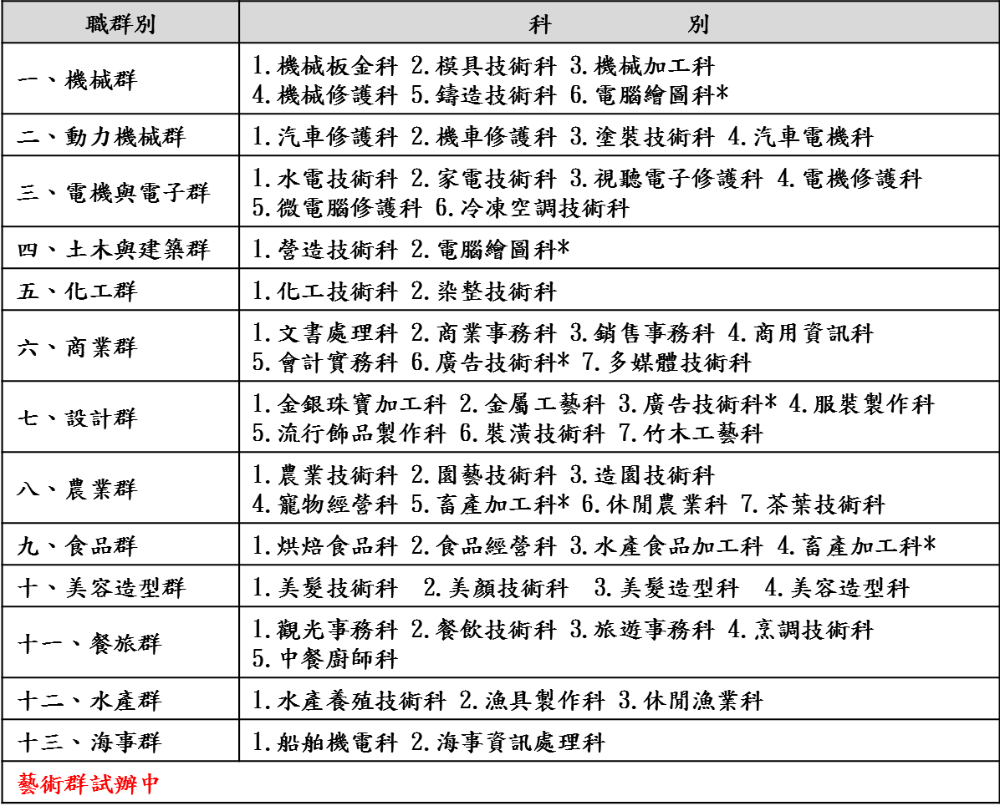 職群別 科 別
一、機械群
1.機械板金科 2.模具技術科 3.機械加工科
4.機械修護科 5.鑄造技術科 6.電腦繪圖科*
二、動力機械群
1.汽車修護科 2.機車修護科 3.塗裝技術科 4.汽車電機科
三、電機與電子群
1.水電技術科 2.家電技術科 3.視聽電子修護科 4.電機修護科
5.微電腦修護科 6.冷凍空調技術科
四、土木與建築群
1.營造技術科 2.電腦繪圖科*
五、化工群
1.化工技術科 2.染整技術科
六、商業群
1.文書處理科 2.商業事務科 3.銷售事務科 4.商用資訊科
5.會計實務科 6.廣告技術科* 7.多媒體技術科
七、設計群
1.金銀珠寶加工科 2.金屬工藝科 3.廣告技術科* 4.服裝製作科
5.流行飾品製作科 6.裝潢技術科 7.竹木工藝科
八、農業群
1.農業技術科 2.園藝技術科 3.造園技術科
4.寵物經營科 5.畜產加工科* 6.休閒農業科 7.茶葉技術科
九、食品群
1.烘焙食品科 2.食品經營科 3.水產食品加工科 4.畜產加工科*
十、美容造型群
1.美髮技術科 2.美顏技術科 3.美髮造型科 4.美容造型科
十一、餐旅群
1.觀光事務科 2.餐飲技術科 3.旅遊事務科 4.烹調技術科
5.中餐廚師科
十二、水產群
1.水產養殖技術科 2.漁具製作科 3.休閒漁業科
十三、海事群
1.船舶機電科 2.海事資訊處理科
藝術群試辦中